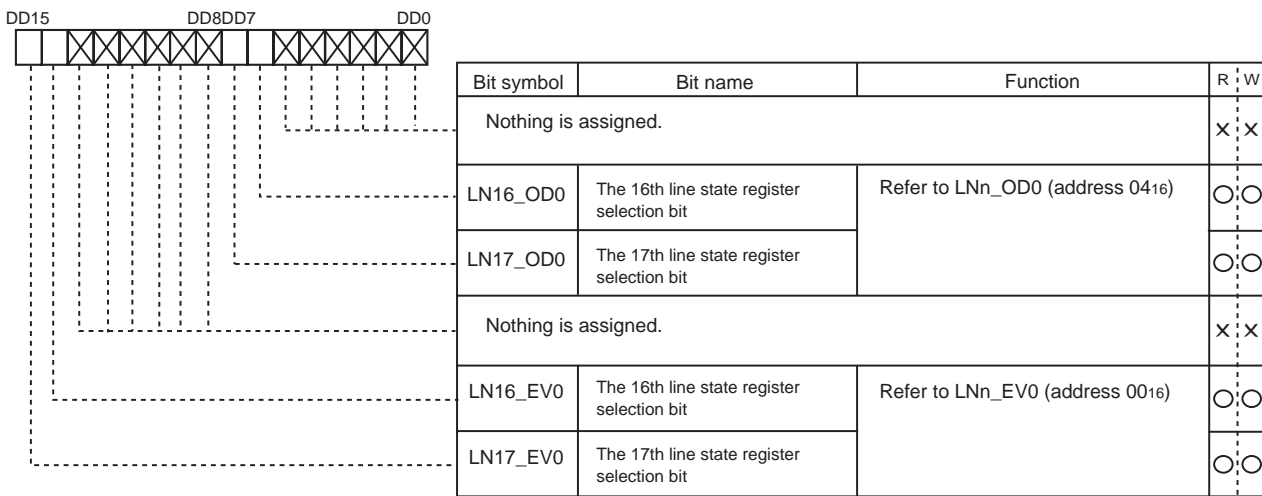 DD15 DD8DD7 DD0
Bit symbol Bit name Function R W
Nothing is assigned. X X
LN16_OD0 The 16th line state register selection bit Refer to LNn_OD0 (address 0416) O O
LN17_OD0 The 17th line state register selection bit O O
Nothing is assigned. X X
LN16_EV0 The 16th line state register selection bit Refer to LNn_EV0 (address 0016) O O
LN17_EV0 The 17th line state register selection bit O O